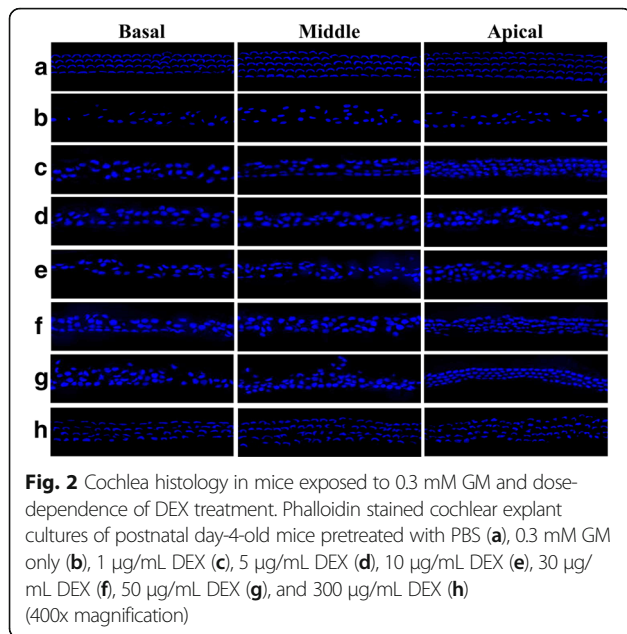 Basal Middle Apical
a
b
c
d
e
f
g
h
Fig. 2 Cochlea histology in mice exposed to 0.3 mM GM and dose-
dependence of DEX treatment. Phalloidin stained cochlear explant
cultures of postnatal day-4-old mice pretreated with PBS (a), 0.3 mM GM
only (b), 1 μg/mL DEX (c), 5 μg/mL DEX (d), 10 μg/mL DEX (e), 30 μg/
mL DEX (f), 50 μg/mL DEX (g), and 300 μg/mL DEX (h)
(400x magnification)